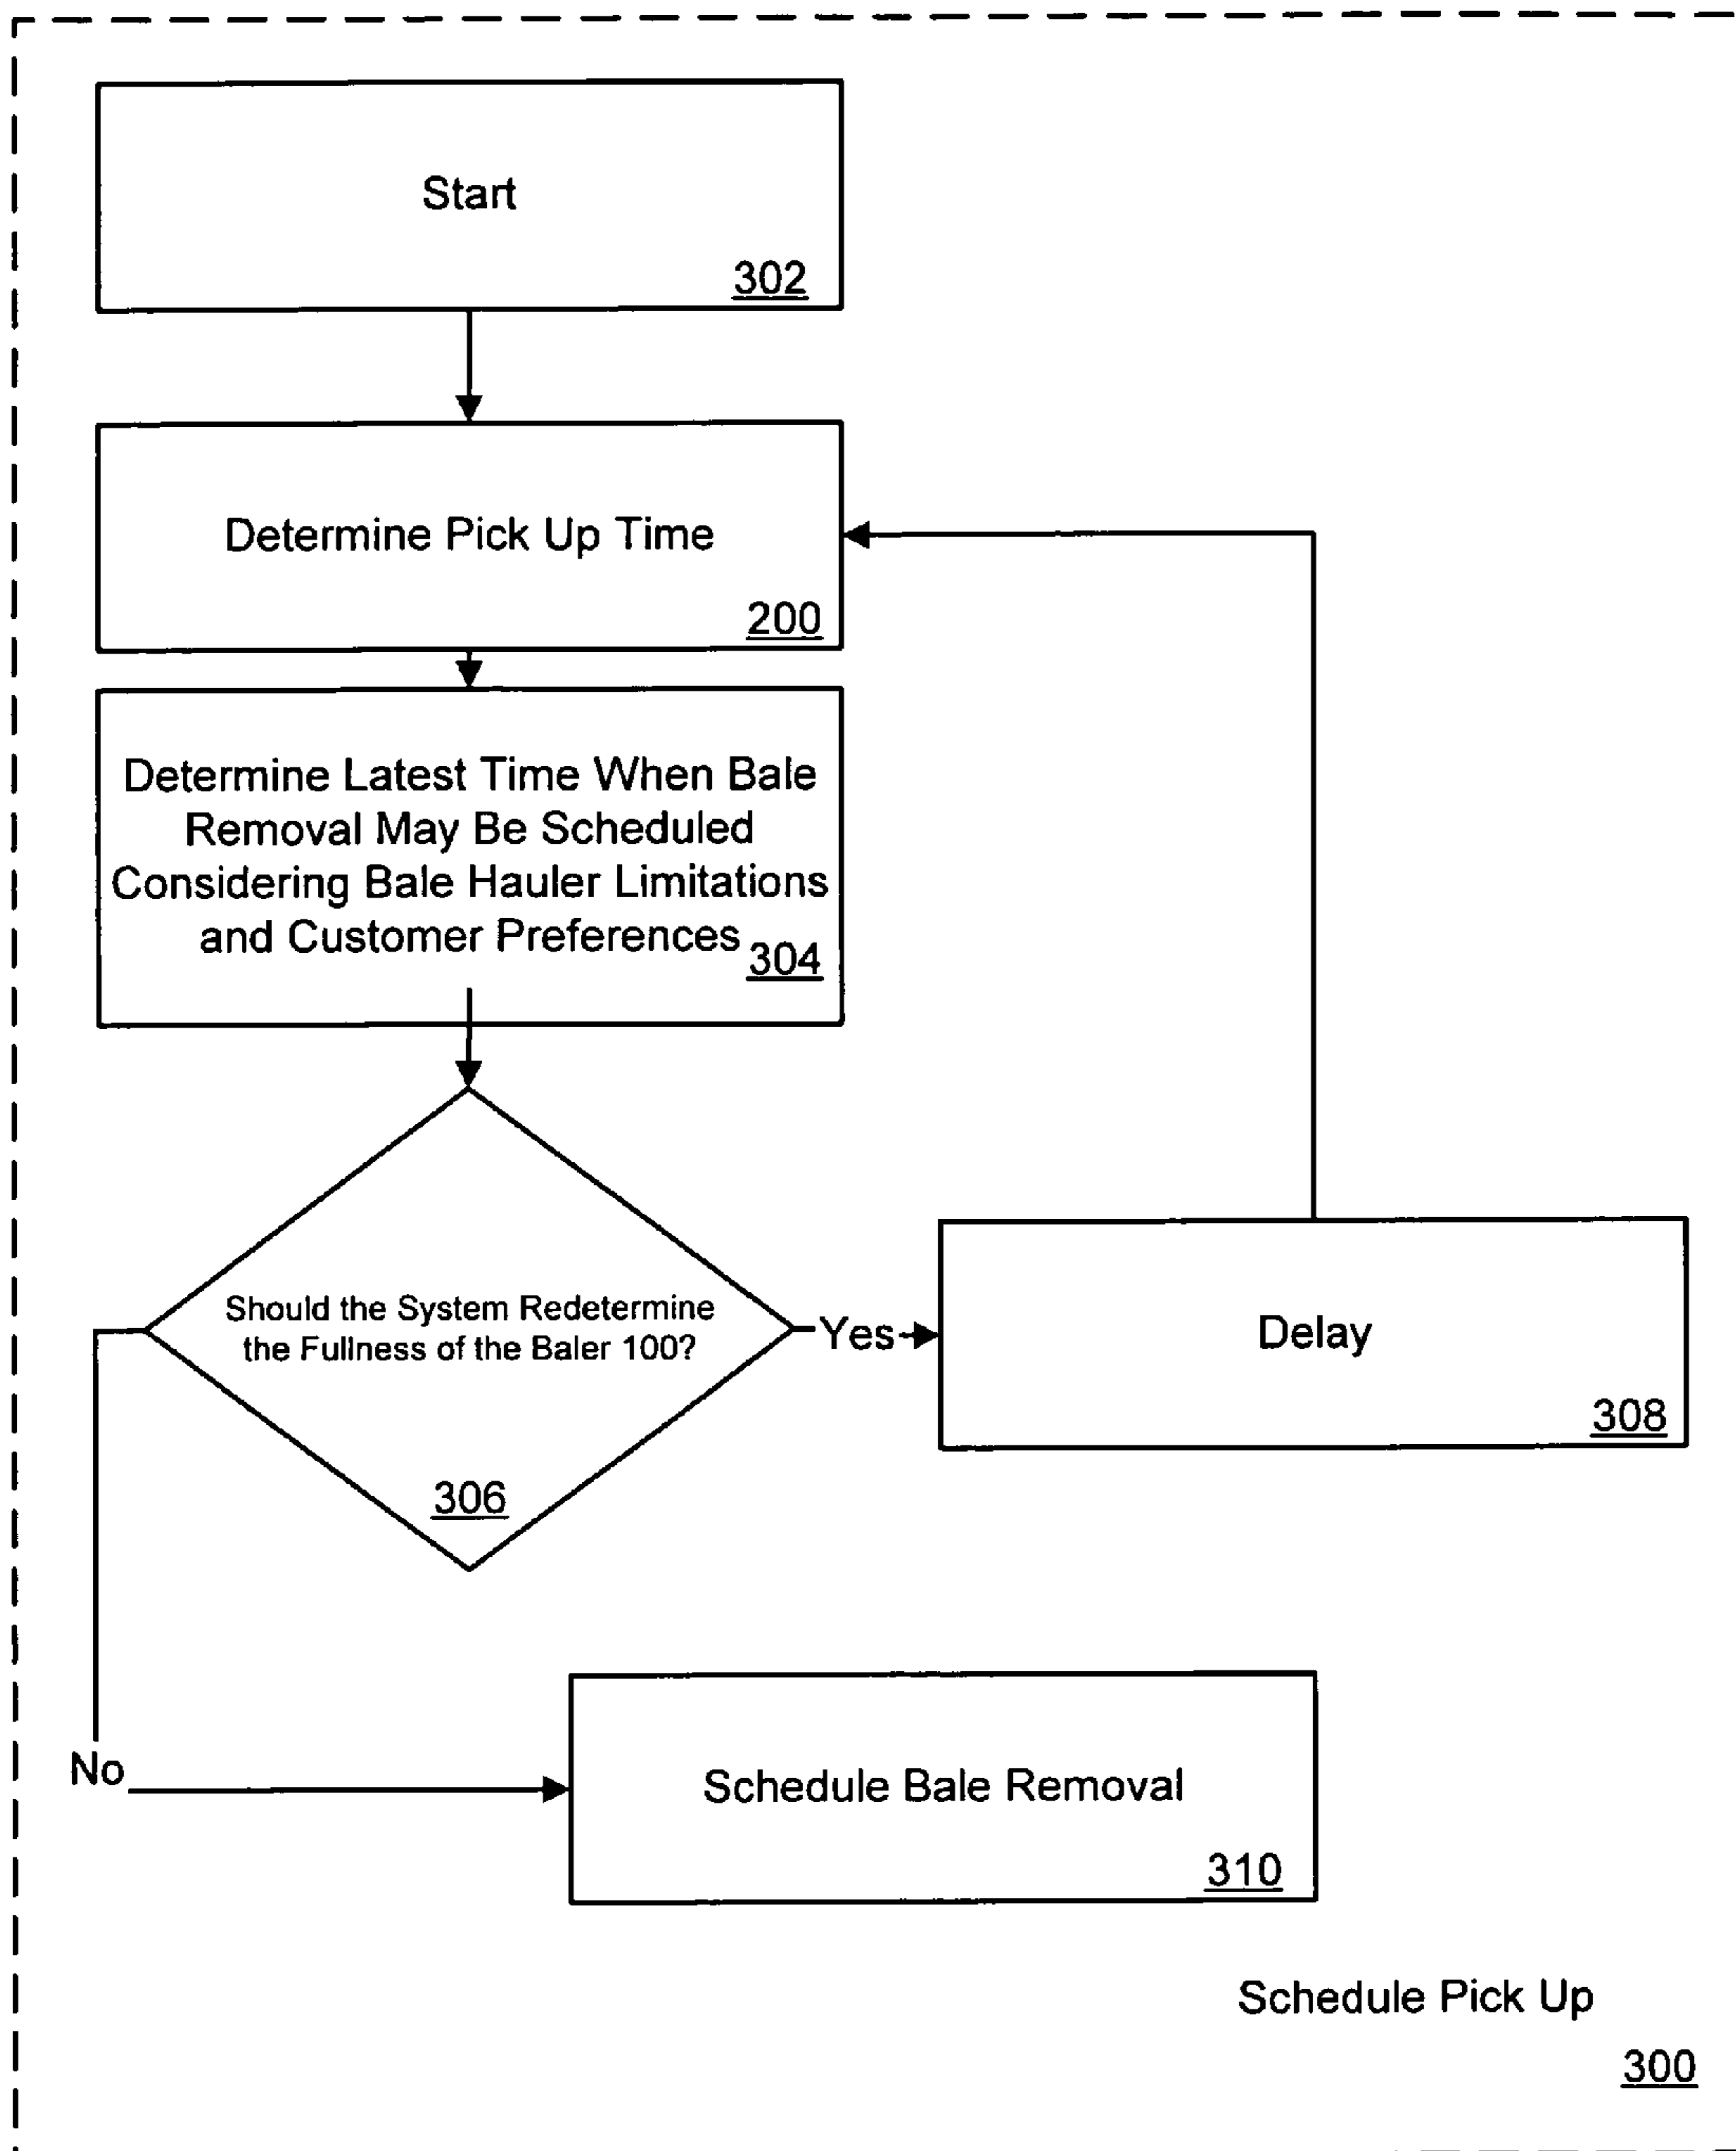 Start
302
Determine Pick Up Time
200
Determine Latest Time When Bale
Removal May Be Scheduled
Considering Bale Hauler Limitations
and Customer Preferences
304
Should the System Redetermine
the Fullness of the Baler 100?
306
Yes
Delay
308
No
Schedule Bale Removal
310
Schedule Pick Up
300